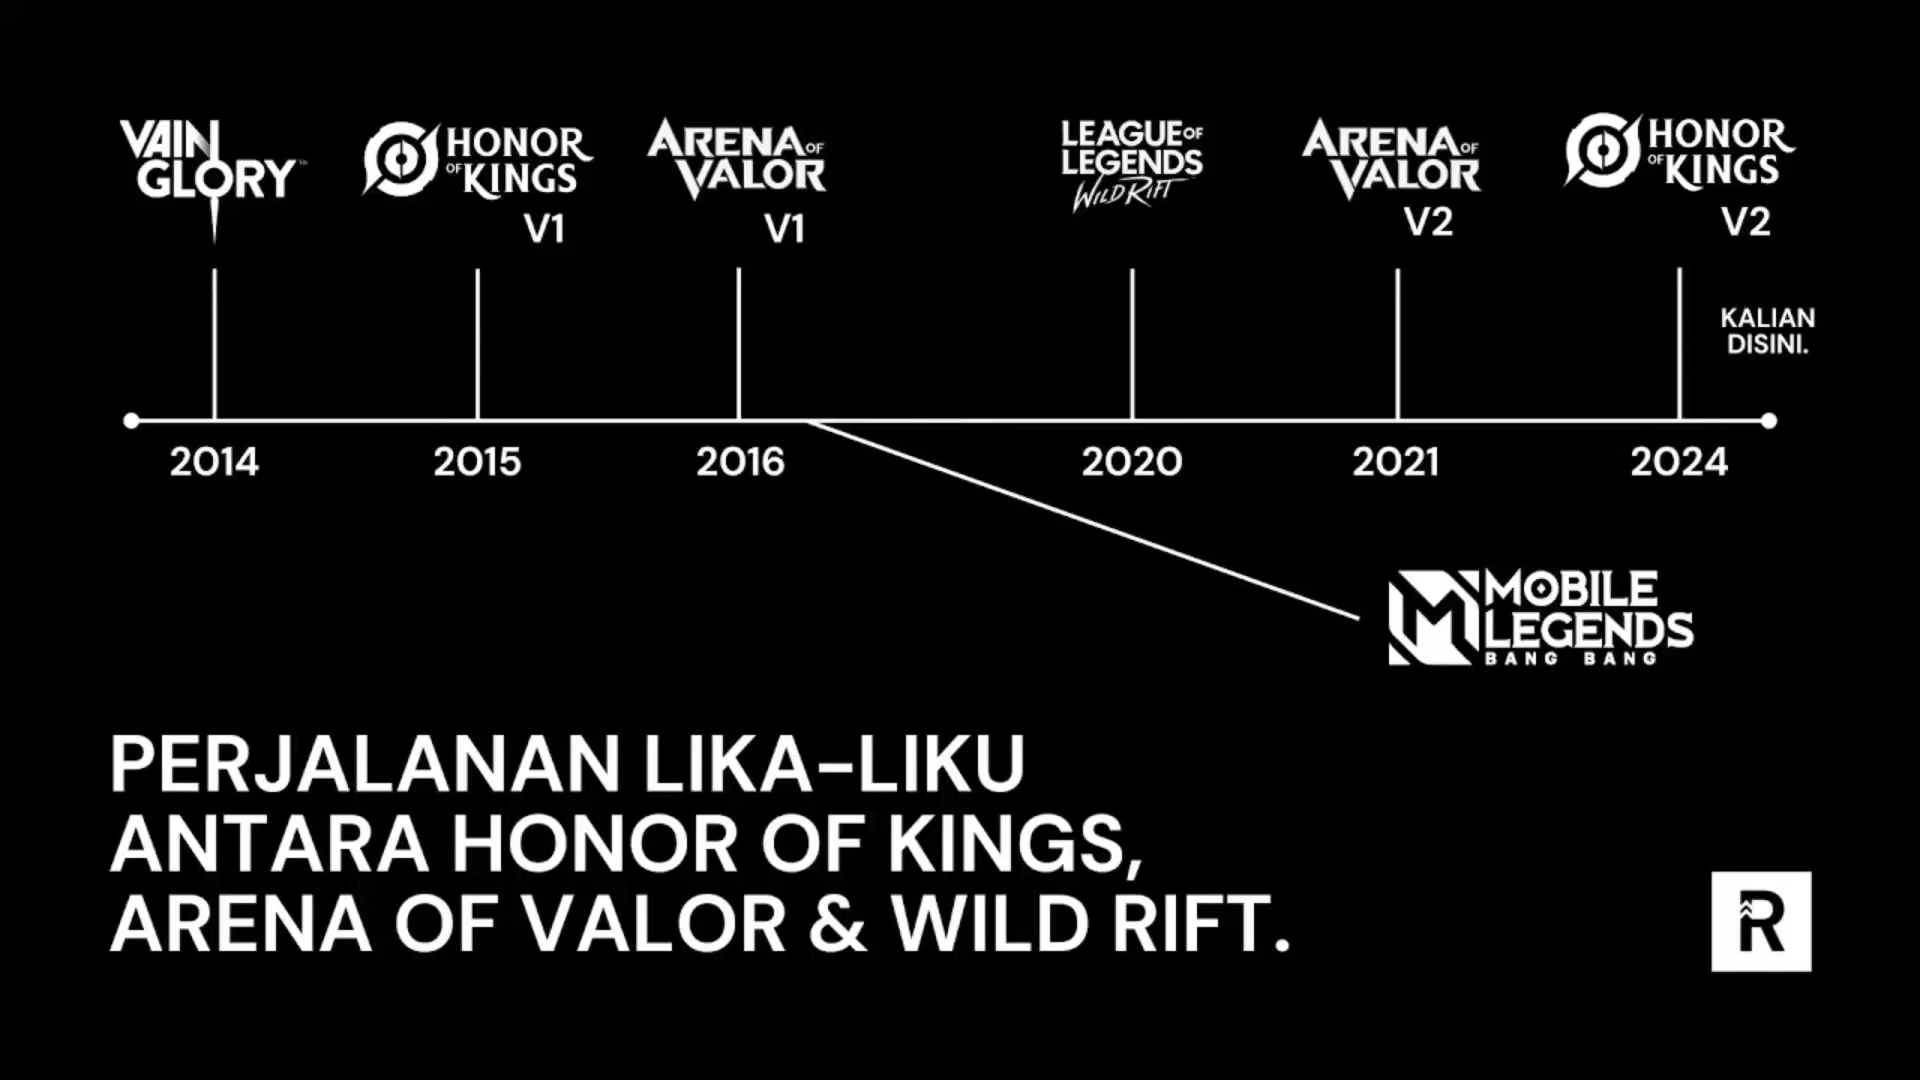 VAIN
GLORY
HONOR
OF KINGS
V1
ARENA OF
VALOR
V1
LEAGUE OF
LEGENDS
WILD RIFT
ARENA OF
VALOR
V2
HONOR
OF KINGS
V2
KALIAN
DISINI.
2014
2015
2016
2020
2021
2024
MOBILE
LEGENDS
BANG BANG
PERJALANAN LIKA-LIKU
ANTARA HONOR OF KINGS,
ARENA OF VALOR & WILD RIFT.
R